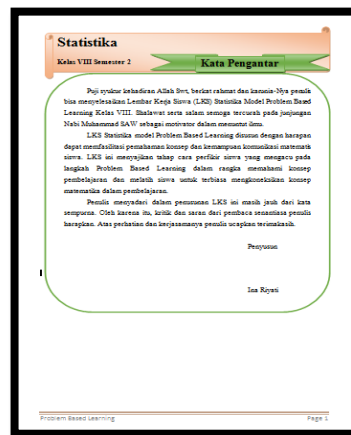 Statistika
Kelas VIII Semester 2
Kata Pengantar
Puji syukur kehadiran Allah Swt, berkat rahmat dan karunia-Nya penulis
bisa menyelesaikan Lembar Kerja Siswa (LKS) Statistika Model Problem Based
Learning Kelas VIII. Shalawat serta salam semoga tercurah pada junjungan
Nabi Muhammad SAW sebagai motivator dalam menuntut ilmu.
LKS Statistika model Problem Based Learning disusun dengan harapan
dapat memfasilitasi pemahaman konsep dan kemampuan komunikasi matematik
siswa. LKS ini menyajikan tahap cara perfikir siswa yang mengacu pada
langkah Problem Based Learning dalam rangka memahami konsep
pembelajaran dan melatih siswa untuk terbiasa mengkoneksikan konsep
matematika dalam pembelajaran.
Penulis menyadari dalam penusunan LKS ini masih jauh dari kata
sempurna. Oleh karena itu, kritik dan saran dari pembaca senantiasa penulis
harapkan. Atas perhatian dan kerjasamanya penulis ucapkan terimakasih.
Penyusun
Ina Riyati
Problem Based Learning
Page 1